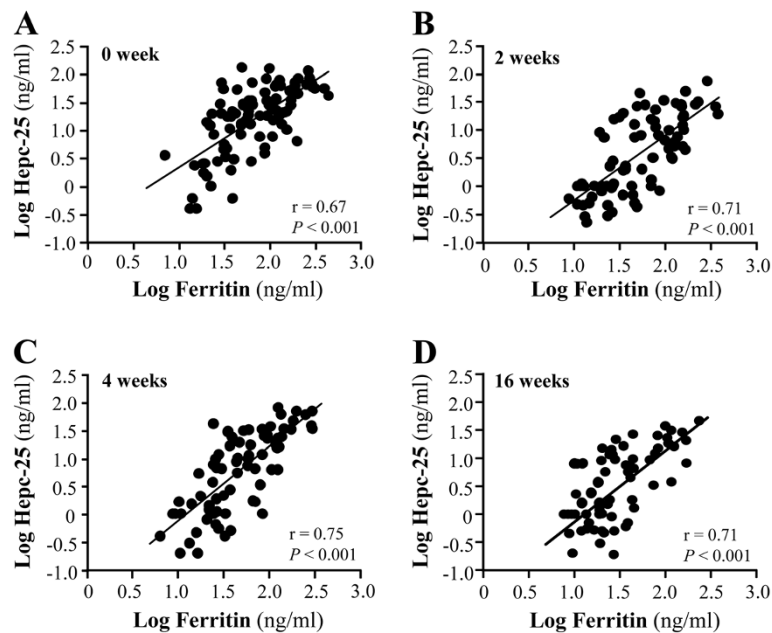 A
0 week
Log Hepc-25 (ng/ml)
2.5
2.0
1.5
1.0
0.5
0
-0.5
-1.0
r = 0.67
P < 0.001
0 0.5 1.0 1.5 2.0 2.5 3.0
Log Ferritin (ng/ml)
B
2 weeks
Log Hepc-25 (ng/ml)
2.5
2.0
1.5
1.0
0.5
0
-0.5
-1.0
r = 0.71
P < 0.001
0 0.5 1.0 1.5 2.0 2.5 3.0
Log Ferritin (ng/ml)
C
4 weeks
Log Hepc-25 (ng/ml)
2.5
2.0
1.5
1.0
0.5
0
-0.5
-1.0
r = 0.75
P < 0.001
0 0.5 1.0 1.5 2.0 2.5 3.0
Log Ferritin (ng/ml)
D
16 weeks
Log Hepc-25 (ng/ml)
2.5
2.0
1.5
1.0
0.5
0
-0.5
-1.0
r = 0.71
P < 0.001
0 0.5 1.0 1.5 2.0 2.5 3.0
Log Ferritin (ng/ml)